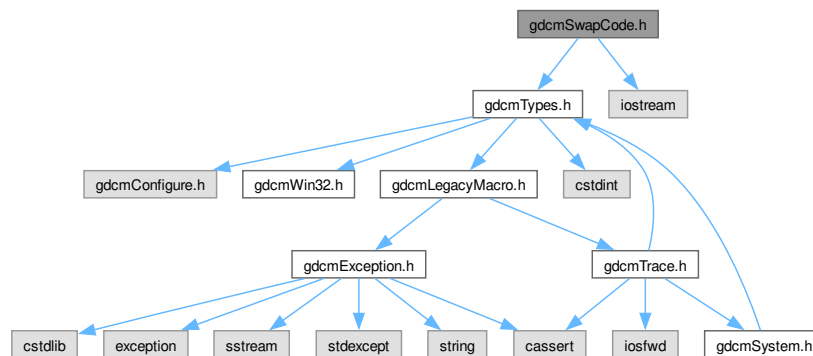 gdcmSwapCode.h
gdcmTypes.h
iostream
gdcmConfigure.h
gdcmWin32.h
gdcmLegacyMacro.h
cstdint
gdcmException.h
gdcmTrace.h
cstdlib
exception
sstream
stdexcept
string
cassert
iosfwd
gdcmSystem.h